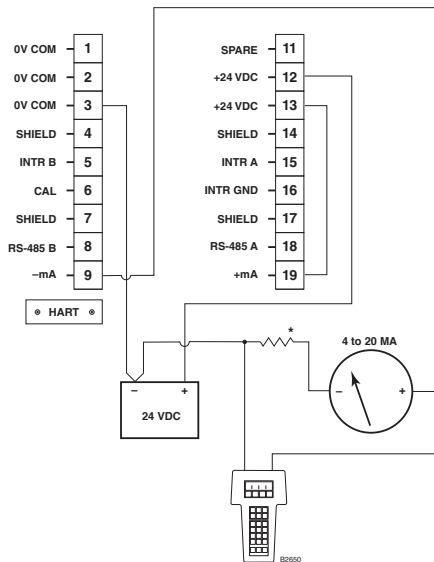 0V COM 1
0V COM 2
0V COM 3
SHIELD 4
INTR B 5
CAL 6
SHIELD 7
RS-485 B 8
–mA 9
HART
SPARE 11
+24 VDC 12
+24 VDC 13
SHIELD 14
INTR A 15
INTR GND 16
SHIELD 17
RS-485 A 18
+mA 19
*
4 to 20 MA
– +
– +
24 VDC
B2650